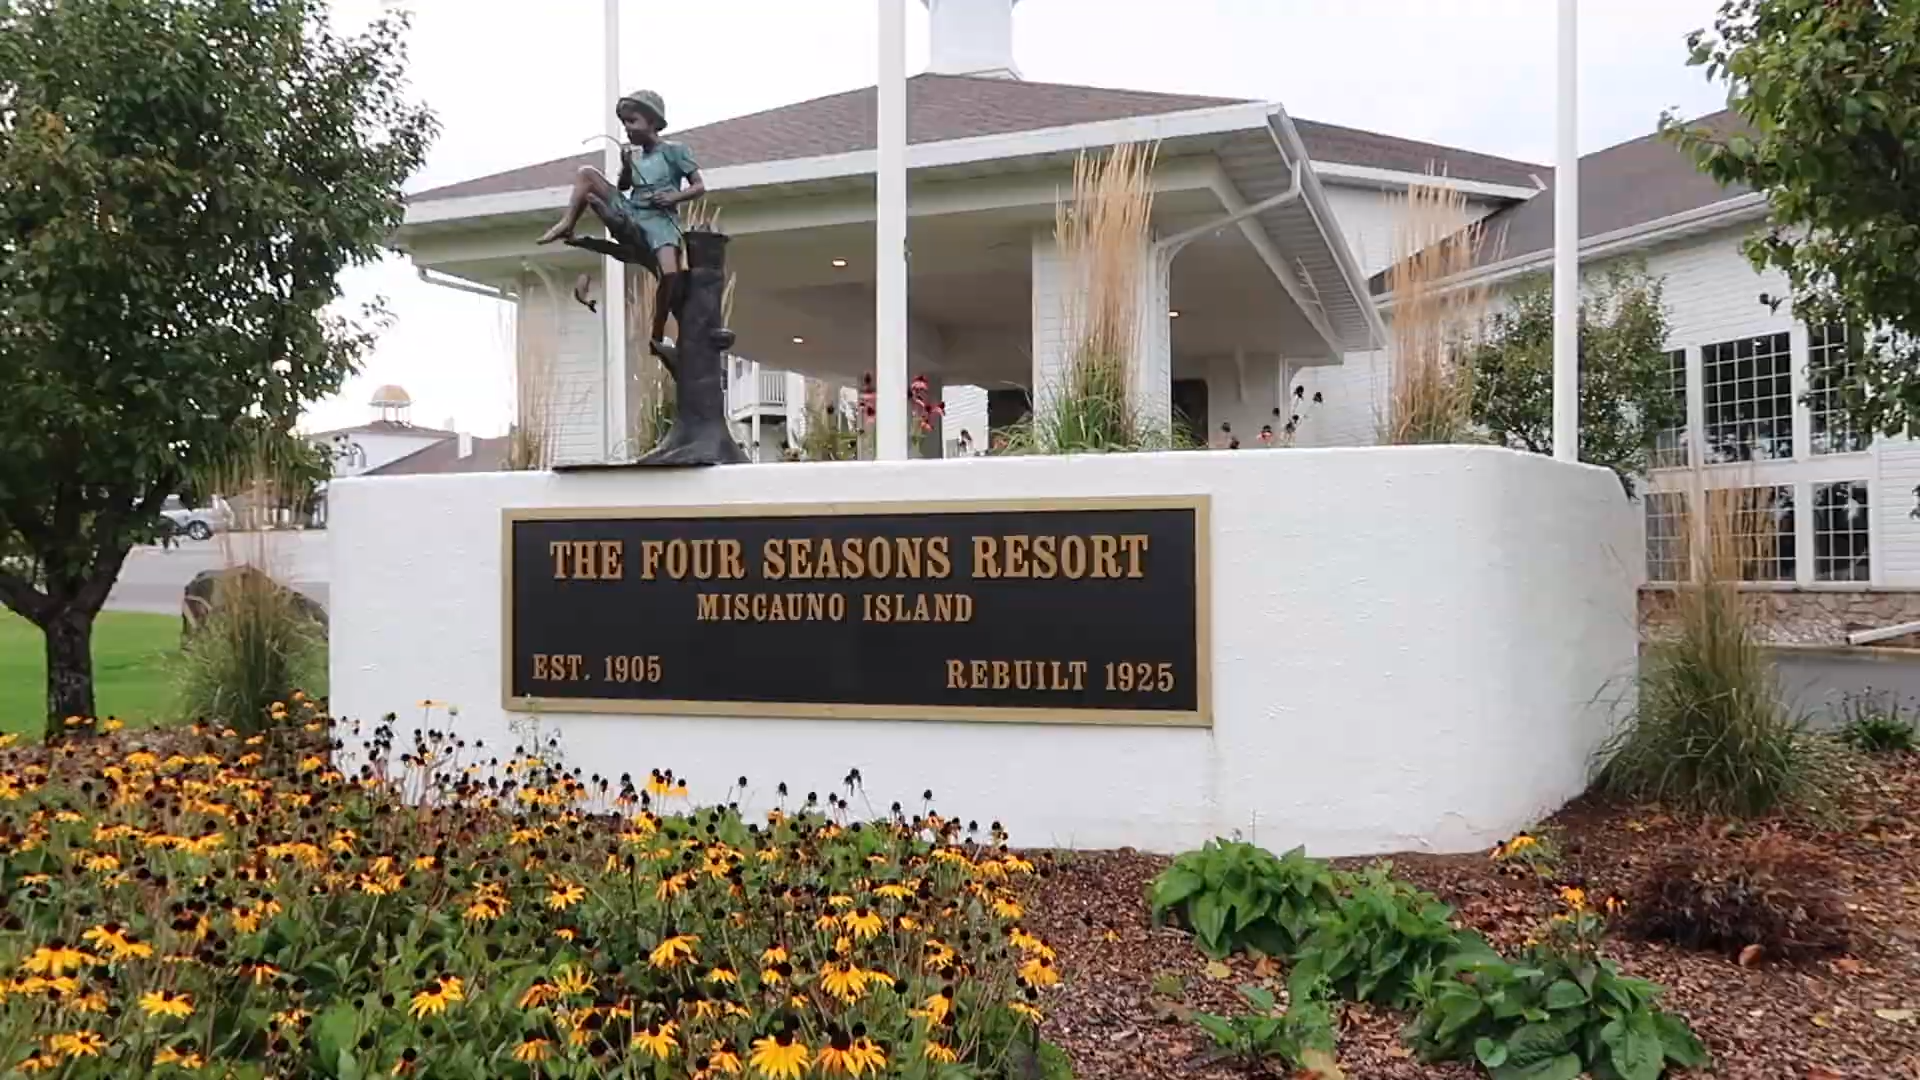 THE FOUR SEASONS RESORT
MISCAUNO ISLAND
EST. 1905 REBUILT 1925